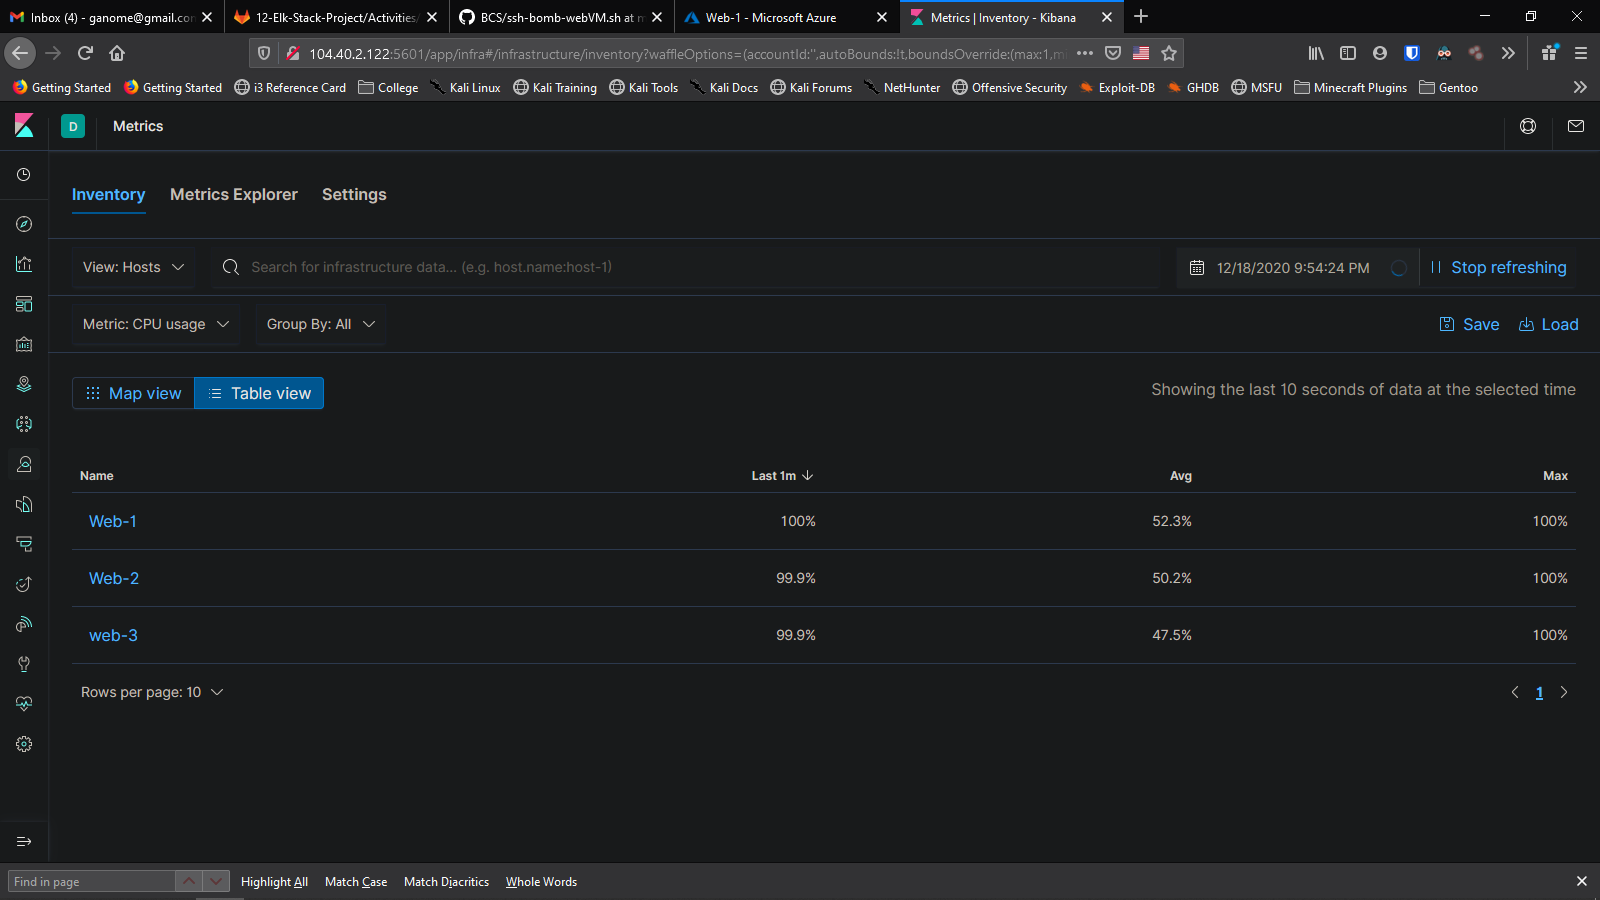 Inbox (4) - ganome@gmail.com
12-Elk-Stack-Project/Activities/
BCS/ssh-bomb-webVM.sh at m
Web-1 - Microsoft Azure
Metrics | Inventory - Kibana
104.40.2.122:5601/app/infra#/infrastructure/inventory?waffleOptions=(accountId:'',autoBounds:!t,boundsOverride:(max:1,m
Getting Started
Getting Started
i3 Reference Card
College
Kali Linux
Kali Training
Kali Tools
Kali Docs
Kali Forums
NetHunter
Offensive Security
Exploit-DB
GHDB
MSFU
Minecraft Plugins
Gentoo
D
Metrics
Inventory
Metrics Explorer
Settings
View: Hosts
Search for infrastructure data... (e.g. host.name:host-1)
12/18/2020 9:54:24 PM
Stop refreshing
Metric: CPU usage
Group By: All
Save
Load
Map view
Table view
Showing the last 10 seconds of data at the selected time
Name Last 1m Avg Max
Web-1 100% 52.3% 100%
Web-2 99.9% 50.2% 100%
web-3 99.9% 47.5% 100%
Rows per page: 10
1
Find in page
Highlight All
Match Case
Match Diacritics
Whole Words